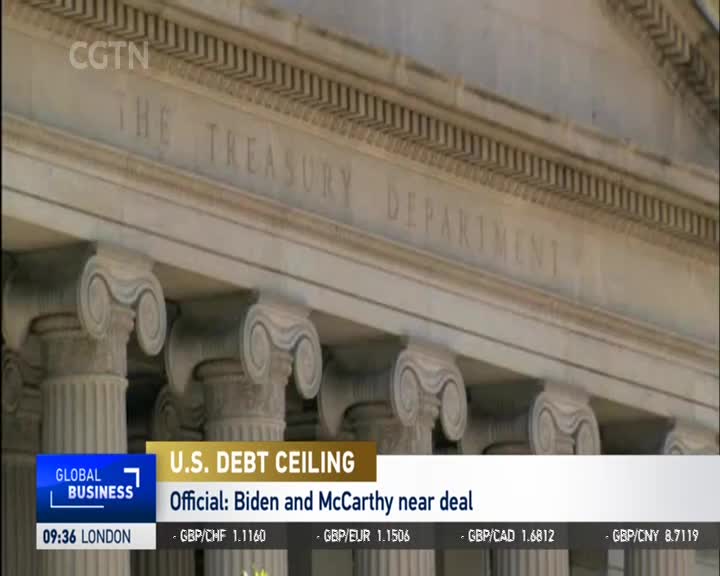 CGTN
THE TREASURY DEPARTMENT
U.S. DEBT CEILING
GLOBAL
BUSINESS
Official: Biden and McCarthy near deal
09:36 LONDON
- GBP/CHF 1.1160 - GBP/EUR 1.1506 - GBP/CAD 1.6812 - GBP/CNY 8.7119